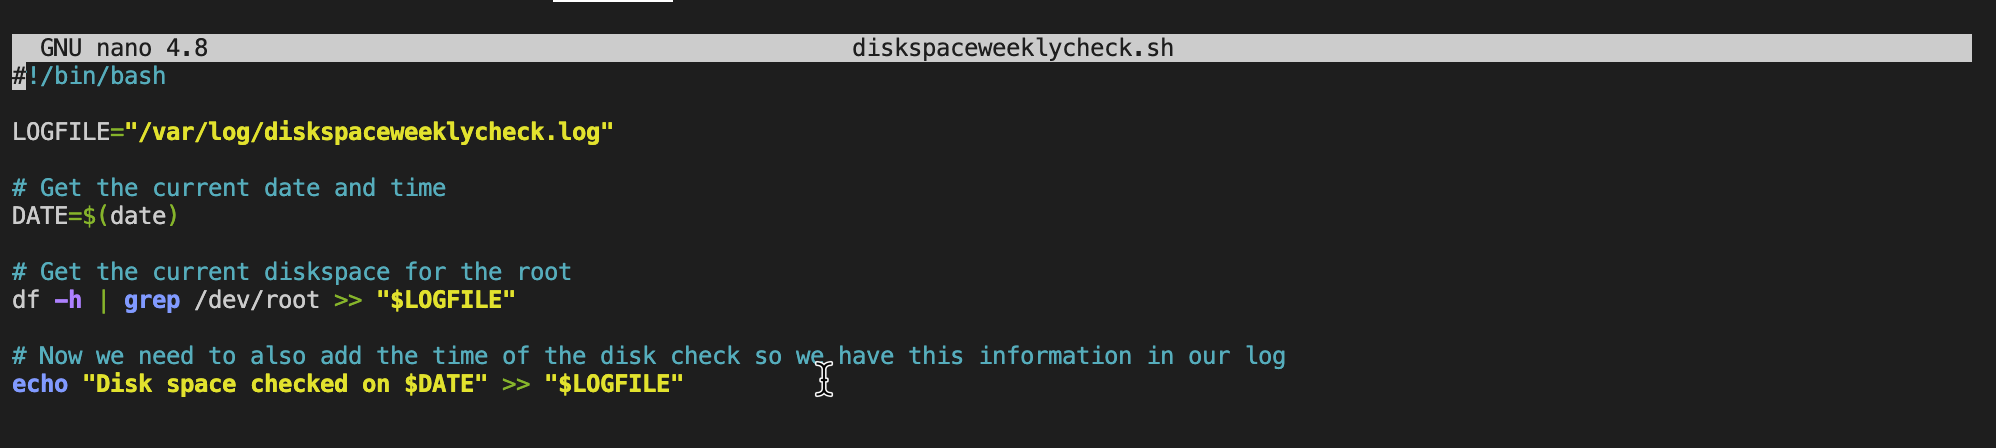 GNU nano 4.8 diskspaceweeklycheck.sh
#!/bin/bash
LOGFILE="/var/log/diskspaceweeklycheck.log"
# Get the current date and time
DATE=$(date)
# Get the current diskspace for the root
df -h | grep /dev/root >> "$LOGFILE"
# Now we need to also add the time of the disk check so we have this information in our log
echo "Disk space checked on $DATE" >> "$LOGFILE"